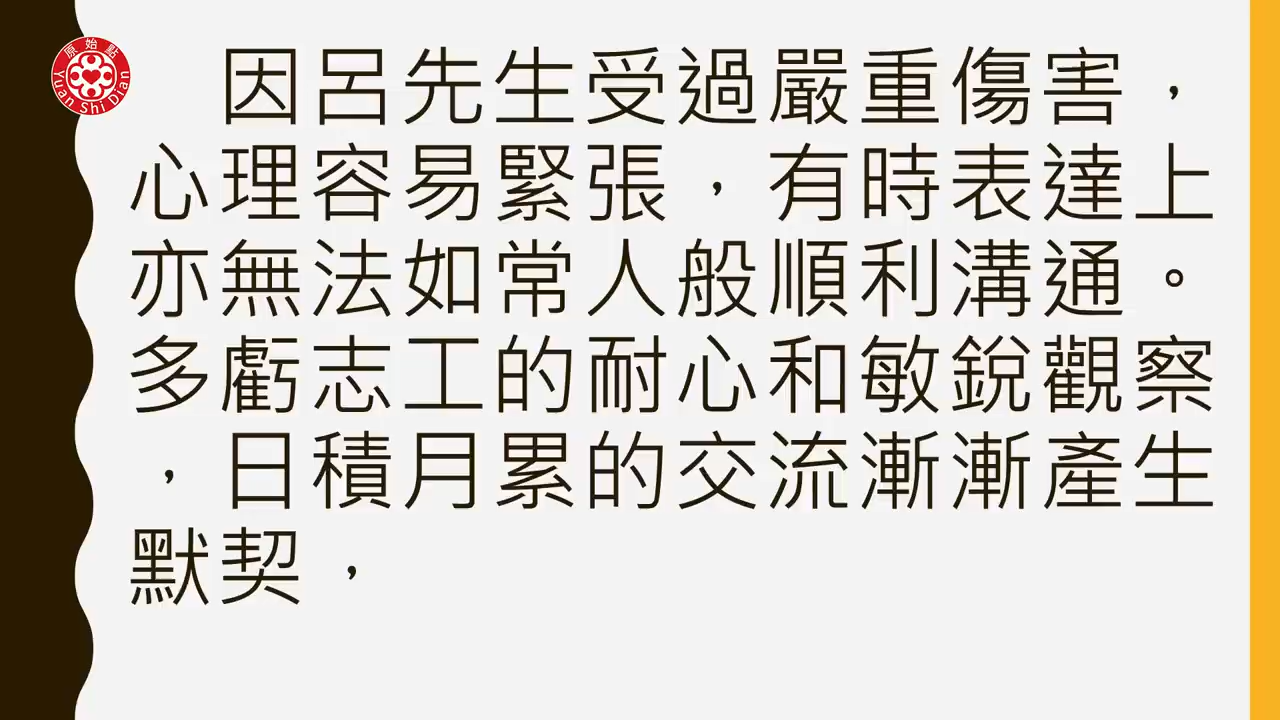 原始點
Yuan Shi Dian
因呂先生受過嚴重傷害，
心理容易緊張，有時表達上
亦無法如常人般順利溝通。
多虧志工的耐心和敏銳觀察
，日積月累的交流漸漸產生
默契，